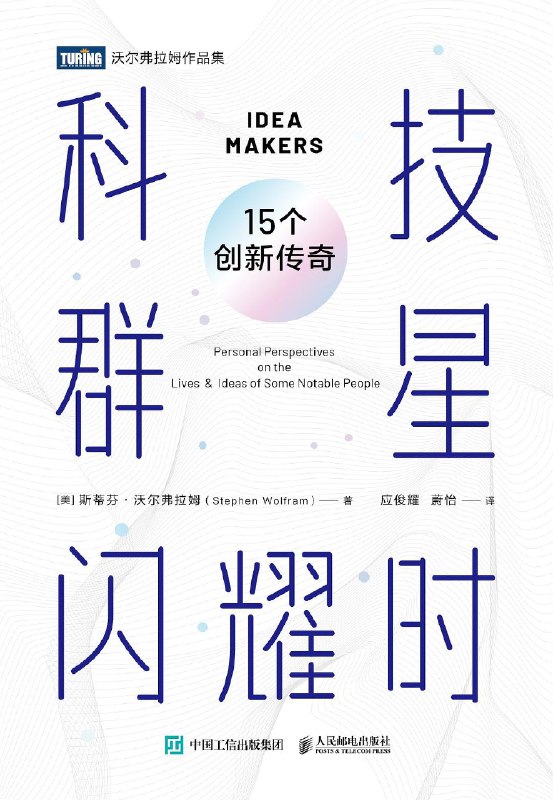 TURING 沃尔弗拉姆作品集
科技
IDEA
MAKERS
15个
创新传奇
群星
Personal Perspectives
on the
Lives & Ideas of Some Notable People
[美] 斯蒂芬·沃尔弗拉姆 (Stephen Wolfram) —— 著 应俊耀 蔚怡 —— 译
闪耀时
中国工信出版集团 人民邮电出版社
POSTS & TELECOM PRESS